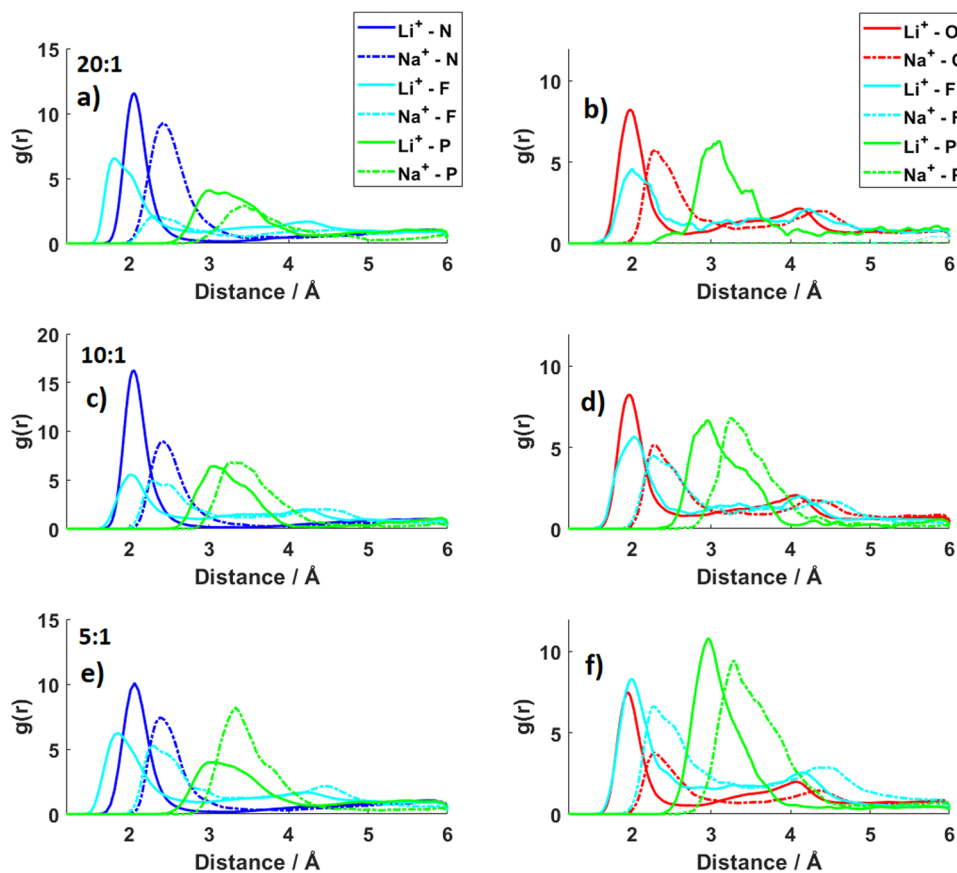 20:1
a)
Li⁺ - N
Na⁺ - N
Li⁺ - F
Na⁺ - F
Li⁺ - P
Na⁺ - P
g(r)
15
10
5
0
2 3 4 5 6
Distance / Å
b)
Li⁺ - O
Na⁺ -
Li⁺ - F
Na⁺ - F
Li⁺ - P
Na⁺ - P
g(r)
10
5
0
2 3 4 5 6
Distance / Å
10:1
c)
g(r)
20
15
10
5
0
2 3 4 5 6
Distance / Å
d)
g(r)
10
5
0
2 3 4 5 6
Distance / Å
5:1
e)
g(r)
15
10
5
0
2 3 4 5 6
Distance / Å
f)
g(r)
10
5
0
2 3 4 5 6
Distance / Å